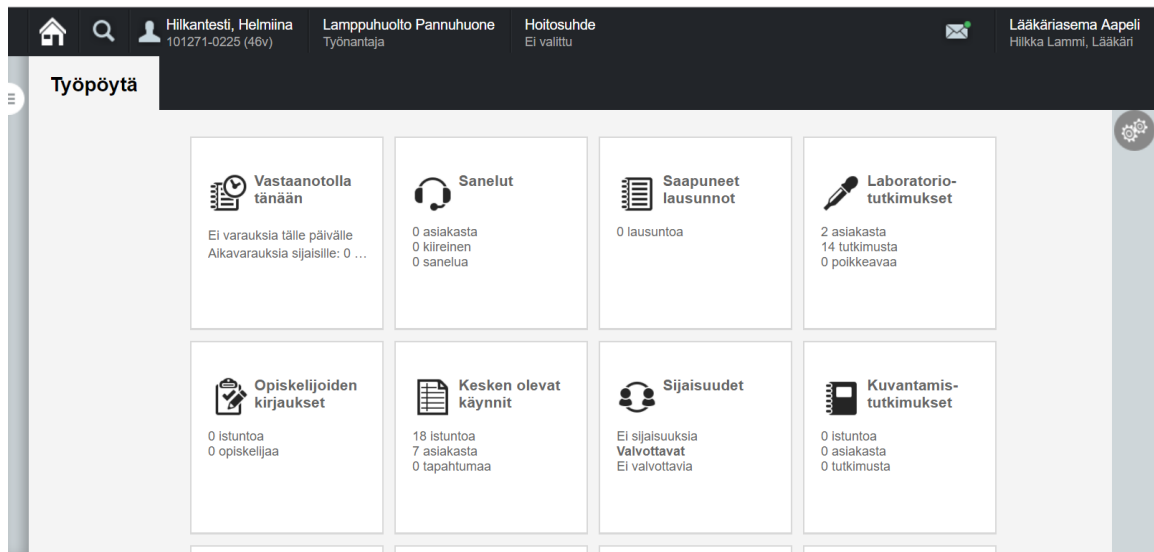 Hilkantesti, Helmiina
101271-0225 (46v)
Lamppuhuolto Pannuhuone
Työnantaja
Hoitosuhde
Ei valittu
Lääkäriasema Aapeli
Hilkka Lammi, Lääkäri
Työpöytä
Vastaanotolla
tänään
Ei varauksia tälle päivälle
Aikavarauksia sijaisille: 0 ...
Sanelut
0 asiakasta
0 kiireinen
0 sanelua
Saapuneet
lausunnot
0 lausuntoa
Laboratorio-
tutkimukset
2 asiakasta
14 tutkimusta
0 poikkeavaa
Opiskelijoiden
kirjaukset
0 istuntoa
0 opiskelijaa
Kesken olevat
käynnit
18 istuntoa
7 asiakasta
0 tapahtumaa
Sijaisuudet
Ei sijaisuuksia
Valvottavat
Ei valvottavia
Kuvantamis-
tutkimukset
0 istuntoa
0 asiakasta
0 tutkimusta